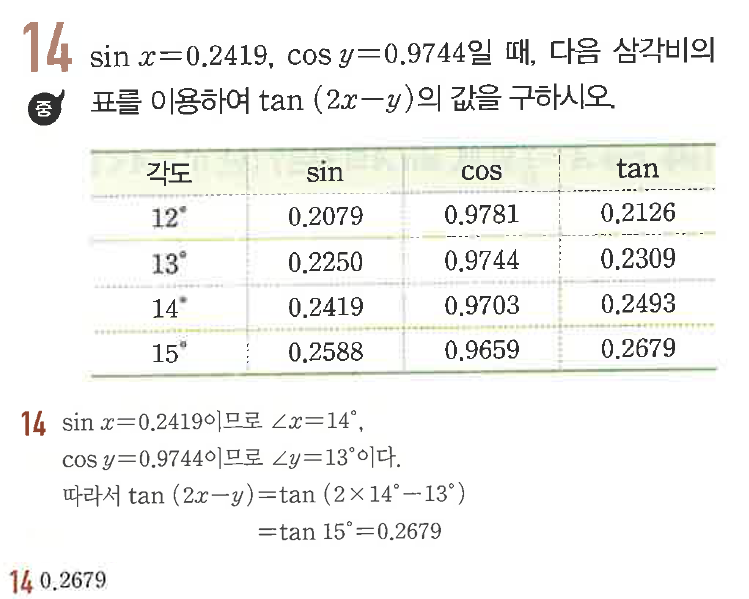 14 sin x=0.2419, cos y=0.9744일 때, 다음 삼각비의
중 표를 이용하여 tan (2x-y)의 값을 구하시오.
각도 sin cos tan
12° 0.2079 0.9781 0.2126
13° 0.2250 0.9744 0.2309
14° 0.2419 0.9703 0.2493
15° 0.2588 0.9659 0.2679
14 sin x=0.2419이므로 ∠x=14°,
cos y=0.9744이므로 ∠y=13°이다.
따라서 tan (2x-y)=tan (2×14°-13°)
=tan 15°=0.2679
14 0.2679